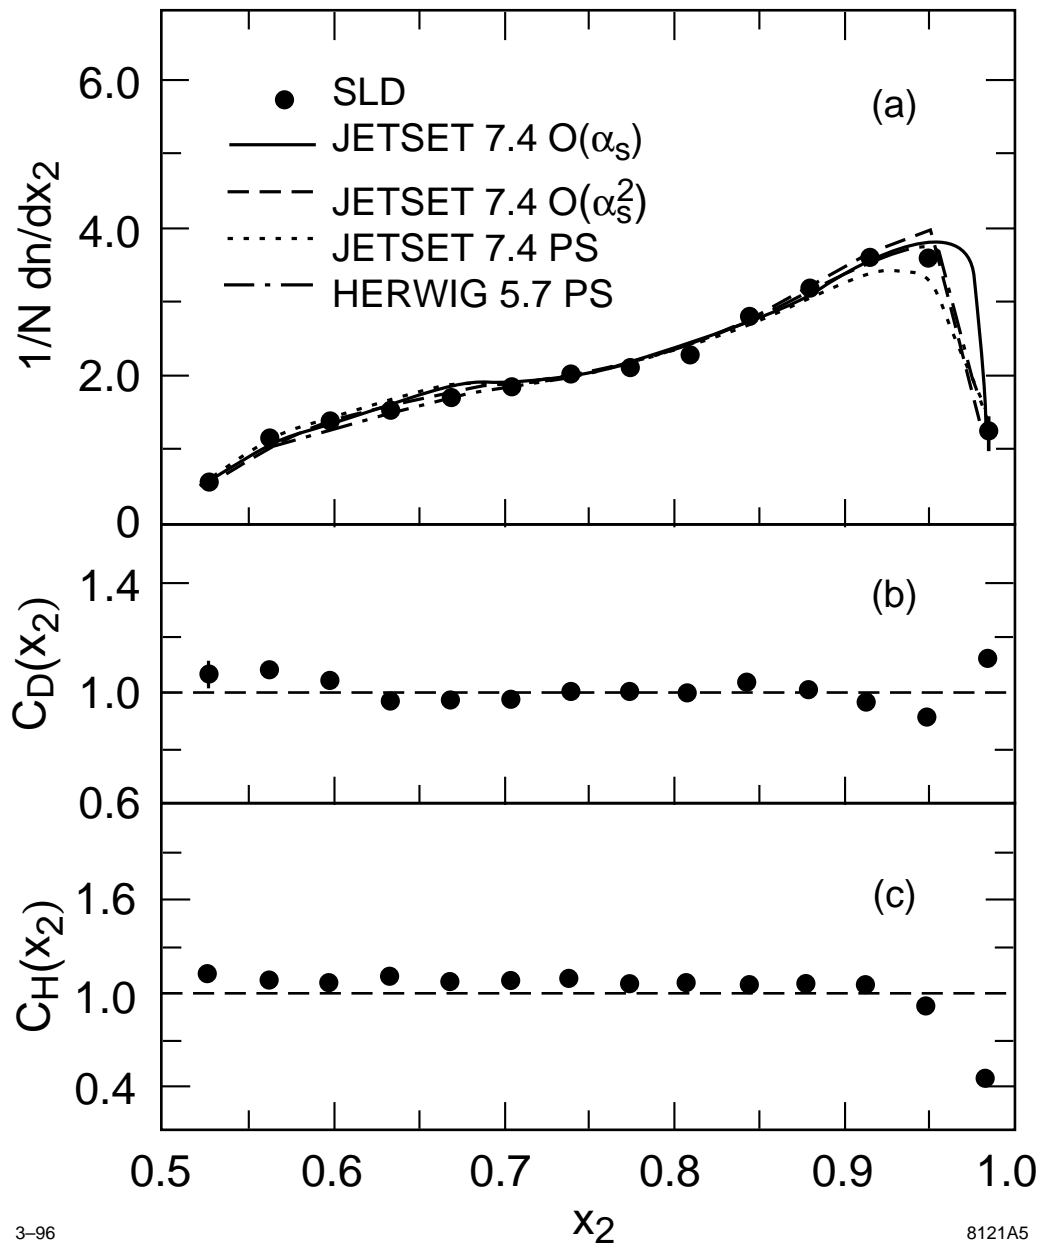 6.0
4.0
2.0
0
1/N dn/dx₂
SLD
JETSET 7.4 O(αₛ)
JETSET 7.4 O(αₛ²)
JETSET 7.4 PS
HERWIG 5.7 PS
(a)
1.4
1.0
0.6
C_D(x₂)
(b)
1.6
1.0
0.4
C_H(x₂)
(c)
0.5 0.6 0.7 0.8 0.9 1.0
x₂
3–96
8121A5